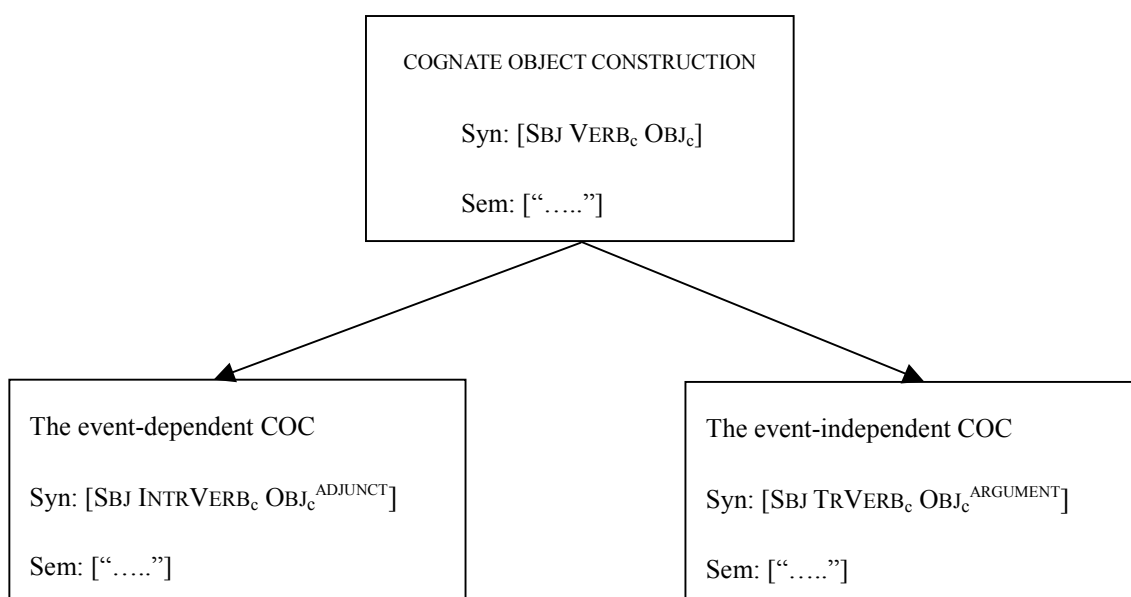 COGNATE OBJECT CONSTRUCTION
Syn: [SBJ VERBc OBJc]
Sem: [“…..”]
The event-dependent COC
Syn: [SBJ INTRVERBc OBJc^ADJUNCT]
Sem: [“…..”]
The event-independent COC
Syn: [SBJ TRVERBc OBJc^ARGUMENT]
Sem: [“…..”]